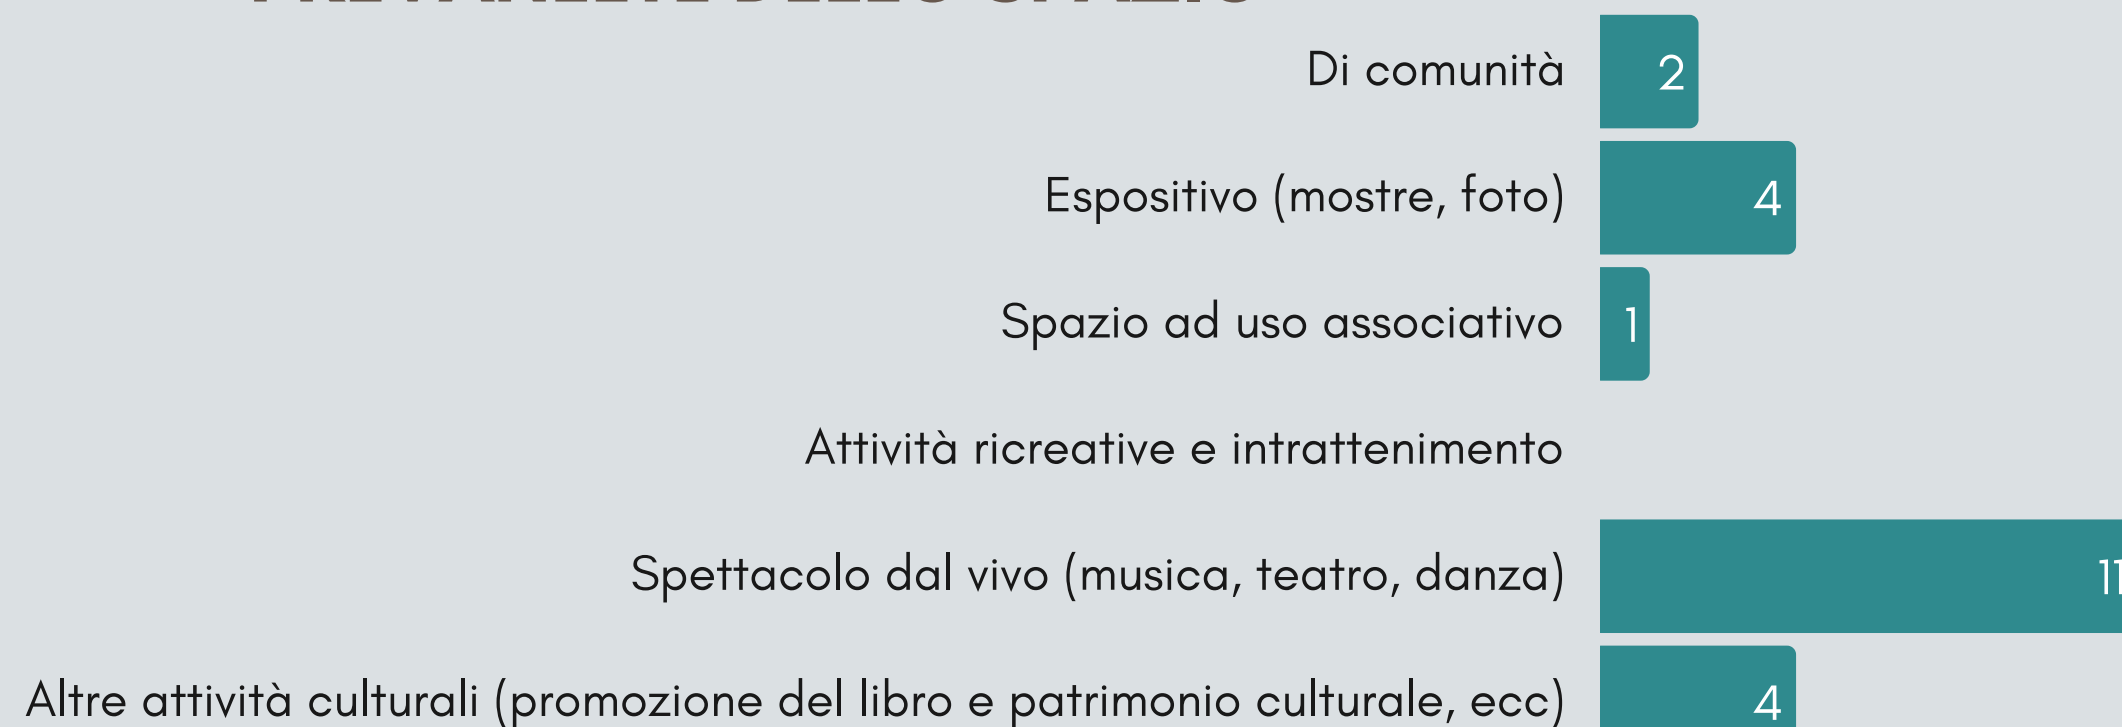 Di comunità 2
Espositivo (mostre, foto) 4
Spazio ad uso associativo 1
Attività ricreative e intrattenimento
Spettacolo dal vivo (musica, teatro, danza) 11
Altre attività culturali (promozione del libro e patrimonio culturale, ecc) 4